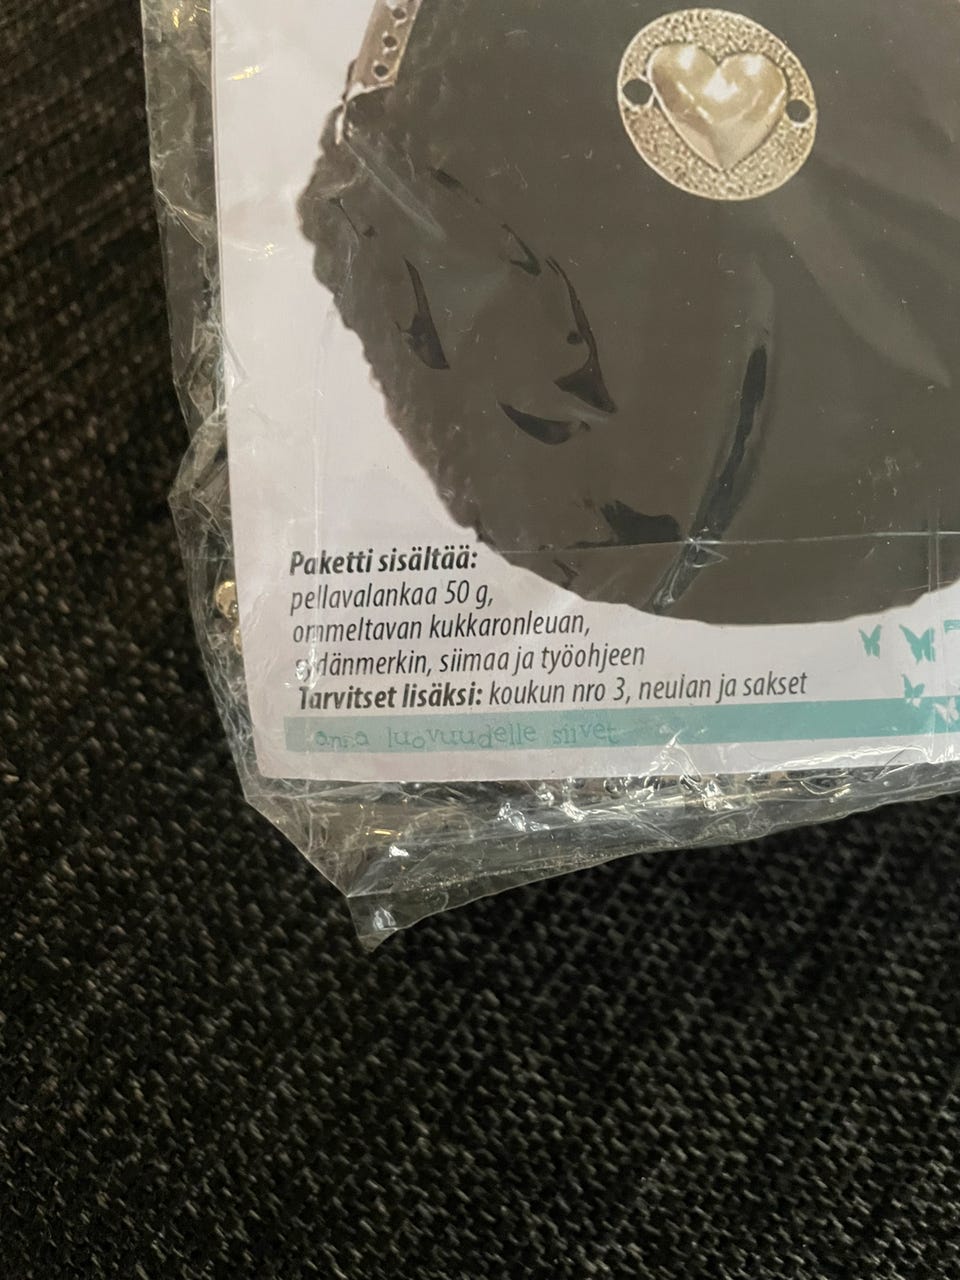 Paketti sisältää:
pellavalankaa 50 g,
ommeltavan kukkaronleuan,
sydänmerkin, siimaa ja työohjeen
Tarvitset lisäksi: koukun nro 3, neulan ja sakset
anna luovuudelle siivet